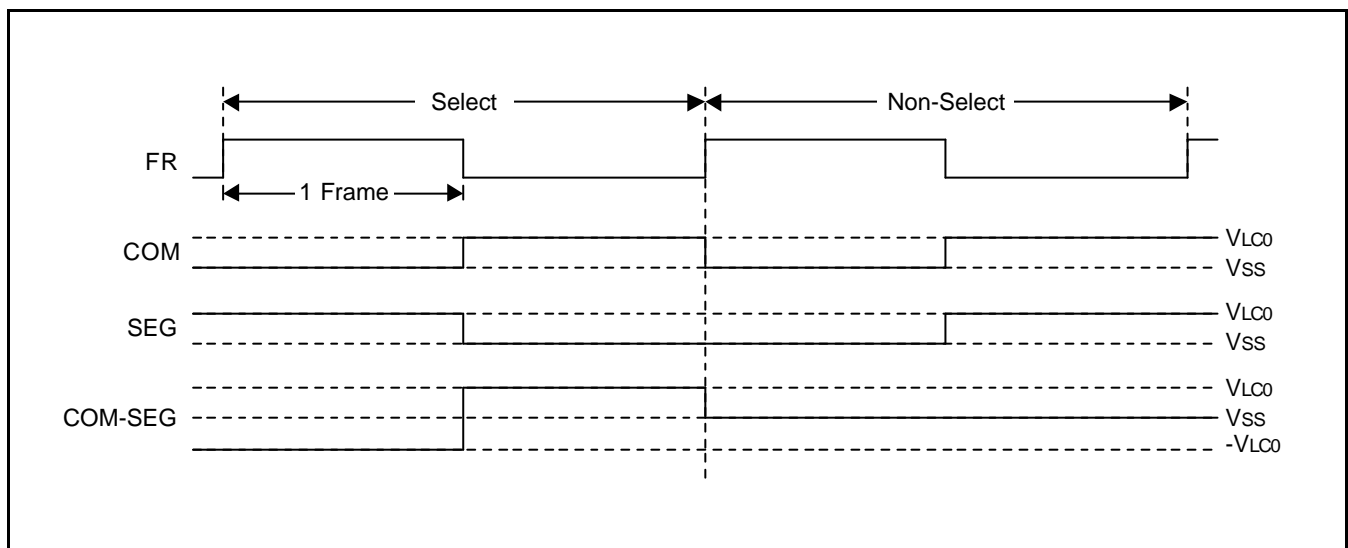 Select
Non-Select
FR
1 Frame
COM
VLC0
VSS
SEG
VLC0
VSS
COM-SEG
VLC0
VSS
-VLC0